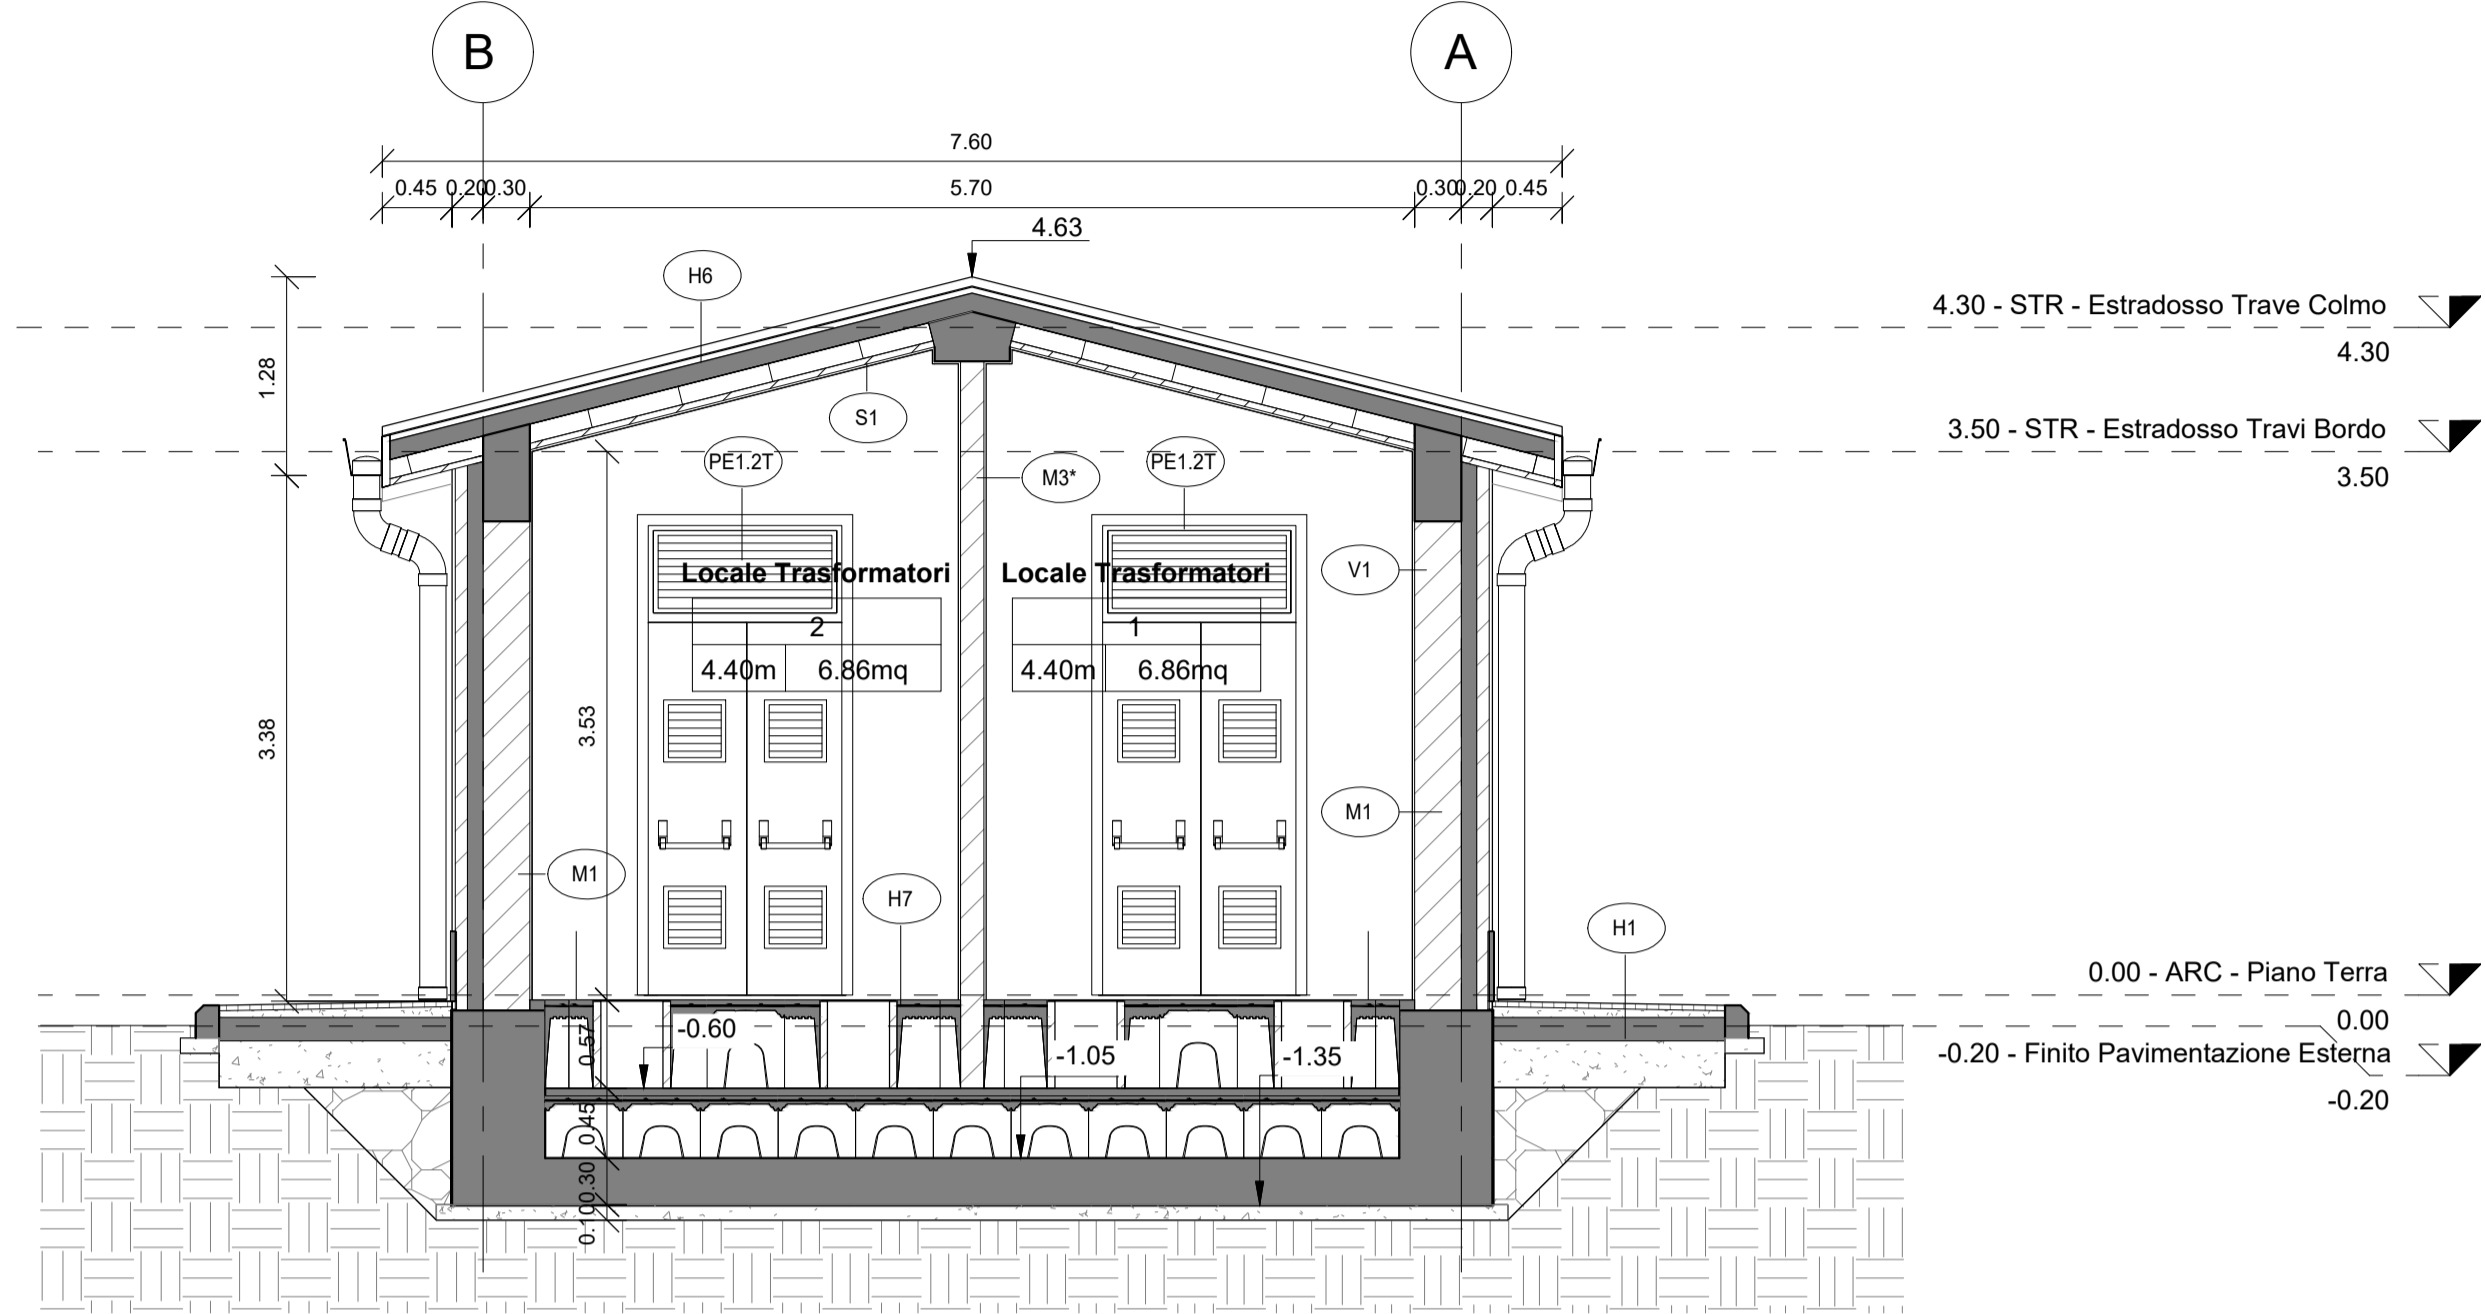 B
A
7.60
0.45
0.20
0.30
5.70
0.30
0.20
0.45
4.63
H6
4.30 - STR - Estradosso Trave Colmo
4.30
1.28
S1
3.50 - STR - Estradosso Travi Bordo
3.50
PE1.2T
M3*
PE1.2T
Locale Trasformatori
2
4.40m
6.86mq
Locale Trasformatori
1
4.40m
6.86mq
V1
3.38
3.53
M1
M1
H7
H1
0.00 - ARC - Piano Terra
0.00
-0.20 - Finito Pavimentazione Esterna
-0.20
-0.60
-1.05
-1.35
0.57
0.45
0.30
0.10